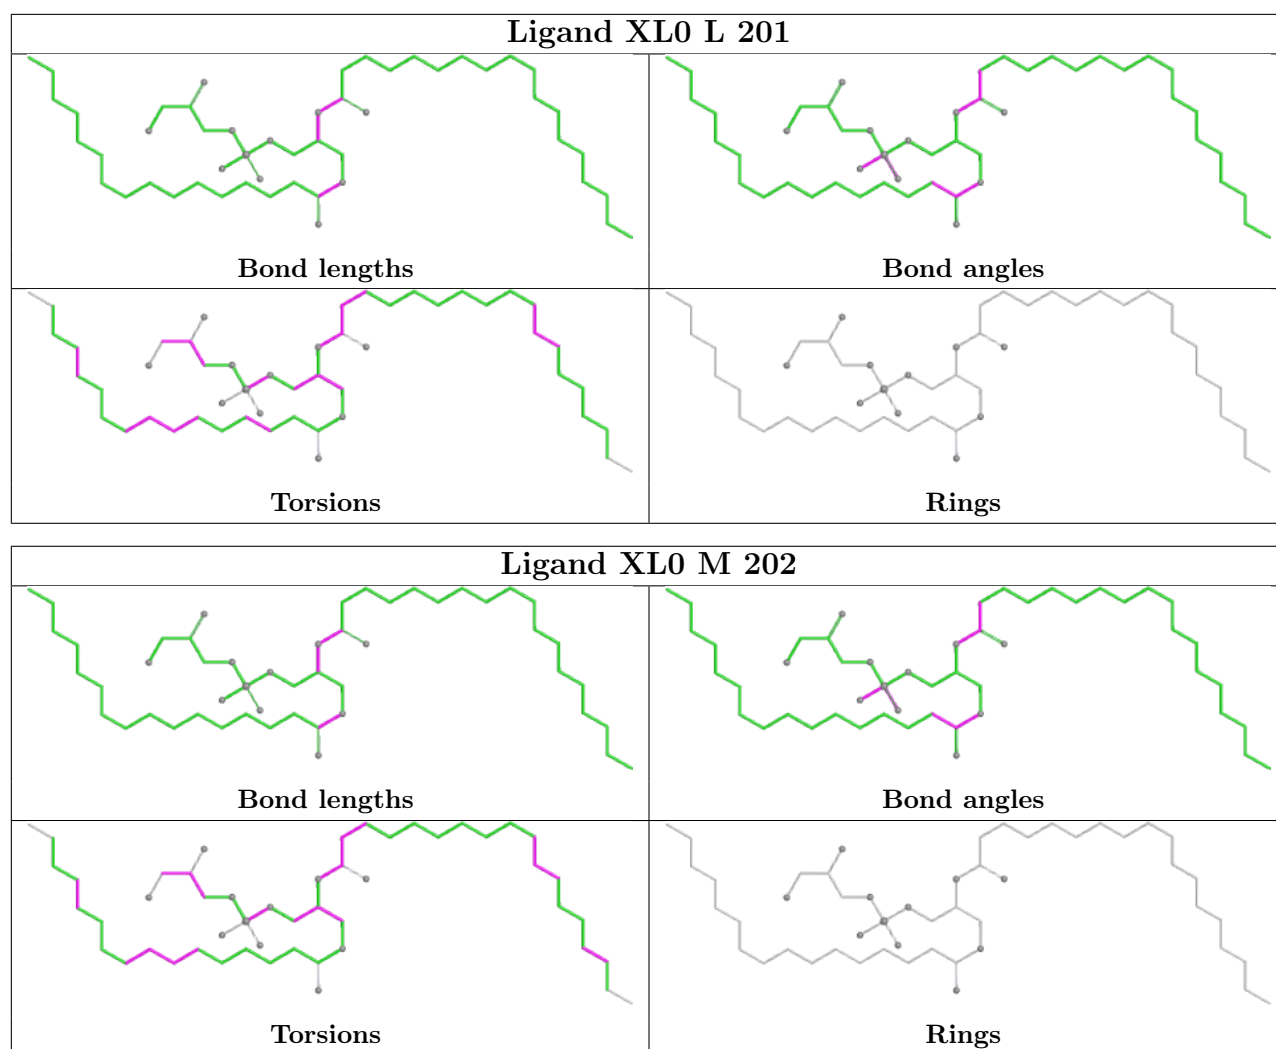 Ligand XL0 L 201
Bond lengths
Bond angles
Torsions
Rings
Ligand XL0 M 202
Bond lengths
Bond angles
Torsions
Rings